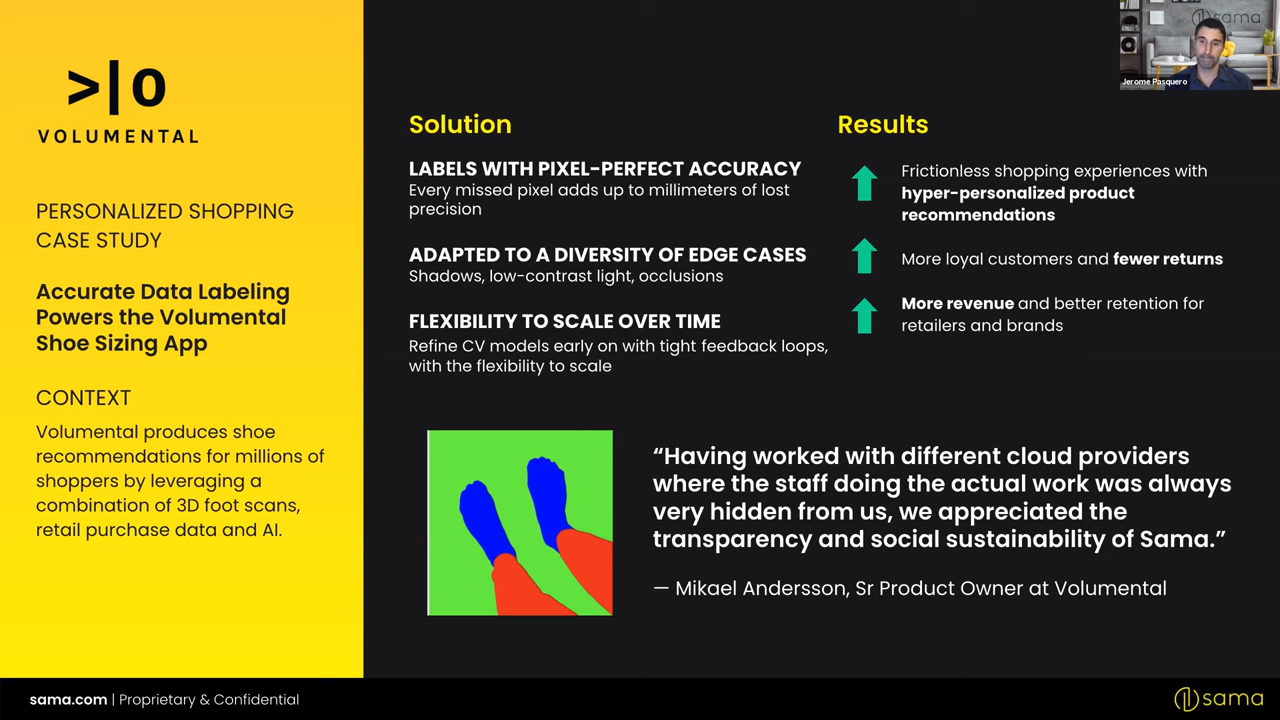 >|0
VOLUMENTAL
PERSONALIZED SHOPPING
CASE STUDY
Accurate Data Labeling
Powers the Volumental
Shoe Sizing App
CONTEXT
Volumental produces shoe
recommendations for millions of
shoppers by leveraging a
combination of 3D foot scans,
retail purchase data and AI.
Solution
LABELS WITH PIXEL-PERFECT ACCURACY
Every missed pixel adds up to millimeters of lost
precision
ADAPTED TO A DIVERSITY OF EDGE CASES
Shadows, low-contrast light, occlusions
FLEXIBILITY TO SCALE OVER TIME
Refine CV models early on with tight feedback loops,
with the flexibility to scale
Results
Frictionless shopping experiences with
hyper-personalized product
recommendations
More loyal customers and fewer returns
More revenue and better retention for
retailers and brands
“Having worked with different cloud providers
where the staff doing the actual work was always
very hidden from us, we appreciated the
transparency and social sustainability of Sama.”
— Mikael Andersson, Sr Product Owner at Volumental
sama
Jerome Pasquero
sama.com | Proprietary & Confidential
sama